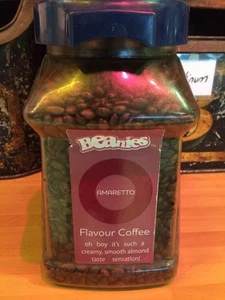 Beanies
AMARETTO
Flavour Coffee
oh boy it's such a
creamy, smooth almond
taste sensation!